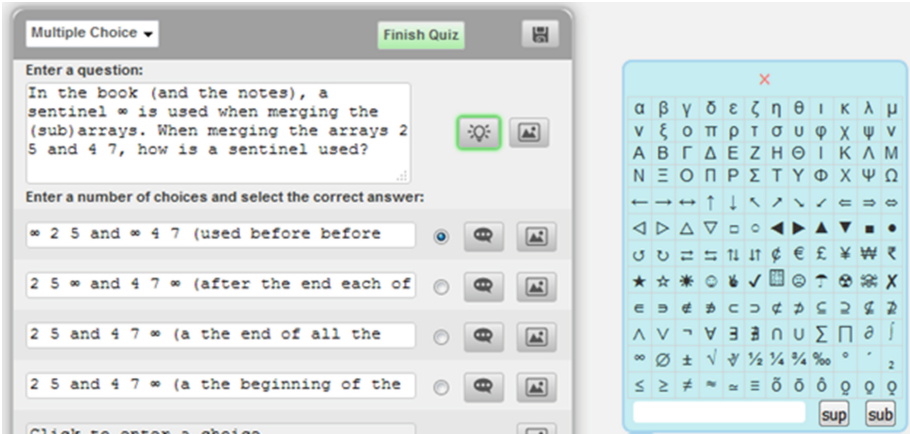 Multiple Choice
Finish Quiz
Enter a question:
In the book (and the notes), a
sentinel ∞ is used when merging the
(sub)arrays. When merging the arrays 2
5 and 4 7, how is a sentinel used?
Enter a number of choices and select the correct answer:
∞ 2 5 and ∞ 4 7 (used before before
2 5 ∞ and 4 7 ∞ (after the end each of
2 5 and 4 7 ∞ (a the end of all the
2 5 and 4 7 ∞ (a the beginning of the
Click to enter a choice
α β γ δ ε ζ η θ ι κ λ μ
ν ξ ο π ρ τ σ υ φ χ ψ ν
Α Β Γ Δ Ε Ζ Η Θ Ι Κ Λ Μ
Ν Ξ Ο Π Ρ Σ Τ Υ Φ Χ Ψ Ω
← → ↔ ↑ ↓ ↖ ↗ ↘ ↙ ⇐ ⇒ ⇔
◁ ▷ △ ▽ □ ○ ◀ ▶ ▲ ▼ ■ ●
↺ ↻ ⇄ ⇆ ⇅ ⇵ ₡ € £ ¥ ₩ ₹
∈ ∋ ∉ ∌ ⊂ ⊃ ⊄ ⊅ ⊆ ⊇ ⊈ ⊉
∧ ∨ ¬ ∀ ∃ ∄ ∩ ∪ ∑ ∏ ∂ ∫
∞ ∅ ± √ ½ ¼ ¾ ‰ ° ´ ₂
≤ ≥ ≠ ≈ ≃ ≡ õ ō ô
sup sub